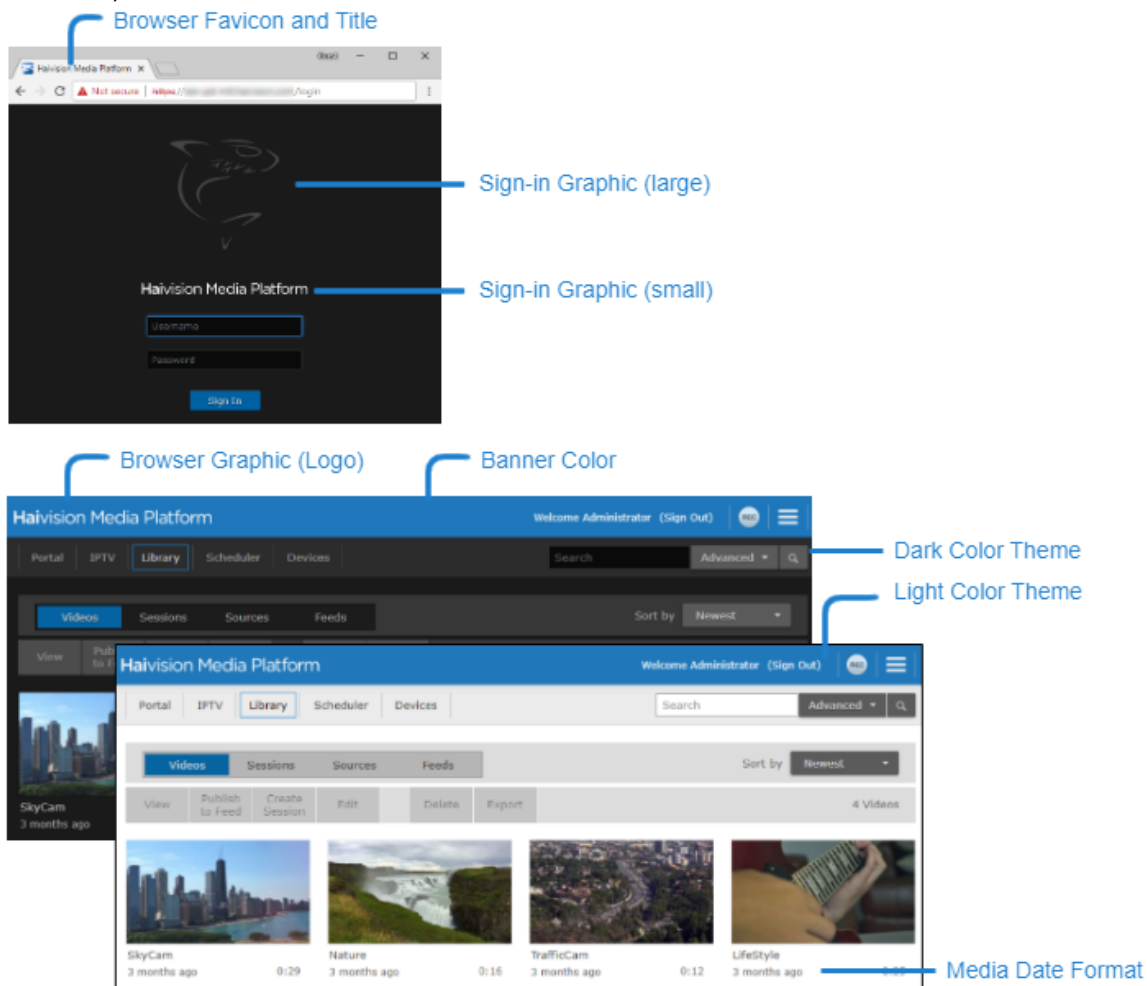 Browser Favicon and Title
Haivision Media Platform
Not secure | https:// /login
Sign-in Graphic (large)
Haivision Media Platform
Sign-in Graphic (small)
Username
Password
Sign In
Browser Graphic (Logo)
Banner Color
Haivision Media Platform
Welcome Administrator (Sign Out)
REC
Portal IPTV Library Scheduler Devices
Search
Advanced
Dark Color Theme
Light Color Theme
Videos Sessions Sources Feeds
Sort by Newest
View
SkyCam
3 months ago
Haivision Media Platform
Welcome Administrator (Sign Out)
REC
Portal IPTV Library Scheduler Devices
Search
Advanced
Videos Sessions Sources Feeds
Sort by Newest
View Publish to Feed Create Session Edit Delete Export
4 Videos
SkyCam
3 months ago 0:29
Nature
3 months ago 0:16
TrafficCam
3 months ago 0:12
LifeStyle
3 months ago
Media Date Format